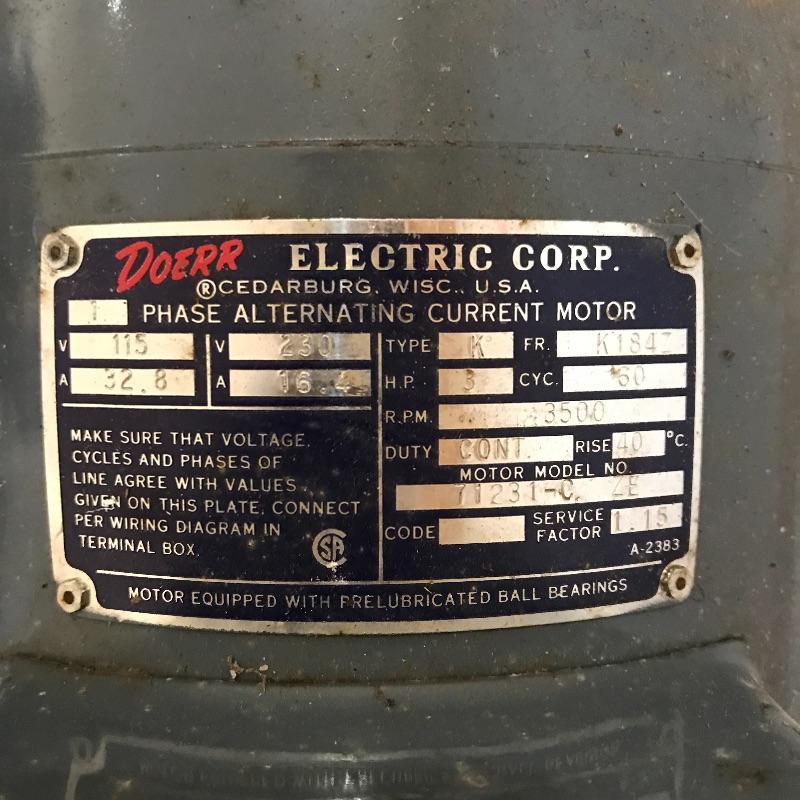 DOERR ELECTRIC CORP.
®CEDARBURG, WISC., U.S.A.
1 PHASE ALTERNATING CURRENT MOTOR
V 115 V 230 TYPE K FR. K184Z
A 32.8 A 16.4 H.P. 3 CYC. 60
R.P.M. 3500
DUTY CONT. RISE 40 °C.
MOTOR MODEL NO.
71231-C. ZE
CODE SERVICE FACTOR 1.15
A-2383
MAKE SURE THAT VOLTAGE,
CYCLES AND PHASES OF
LINE AGREE WITH VALUES
GIVEN ON THIS PLATE, CONNECT
PER WIRING DIAGRAM IN
TERMINAL BOX.
SA
MOTOR EQUIPPED WITH PRELUBRICATED BALL BEARINGS